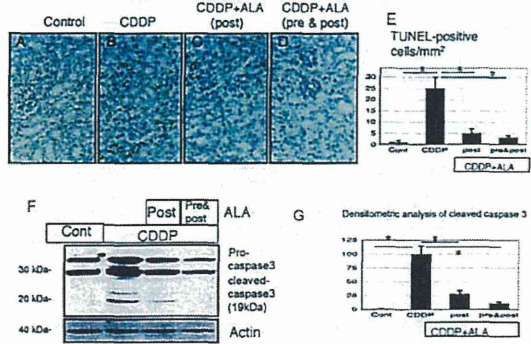 Control CDDP CDDP+ALA (post) CDDP+ALA (pre & post)
A B C D
E
TUNEL-positive
cells/mm²
30
25
20
15
10
5
0
Cont CDDP post pre&post
CDDP+ALA
F
Post Pre& post ALA
Cont CDDP
Pro-
caspase3
cleaved-
caspase3
(19kDa)
30 kDa-
20 kDa-
40 kDa-
Actin
G
Densitometric analysis of cleaved caspase 3
125
100
75
50
25
0
Cont CDDP post pre&post
CDDP+ALA